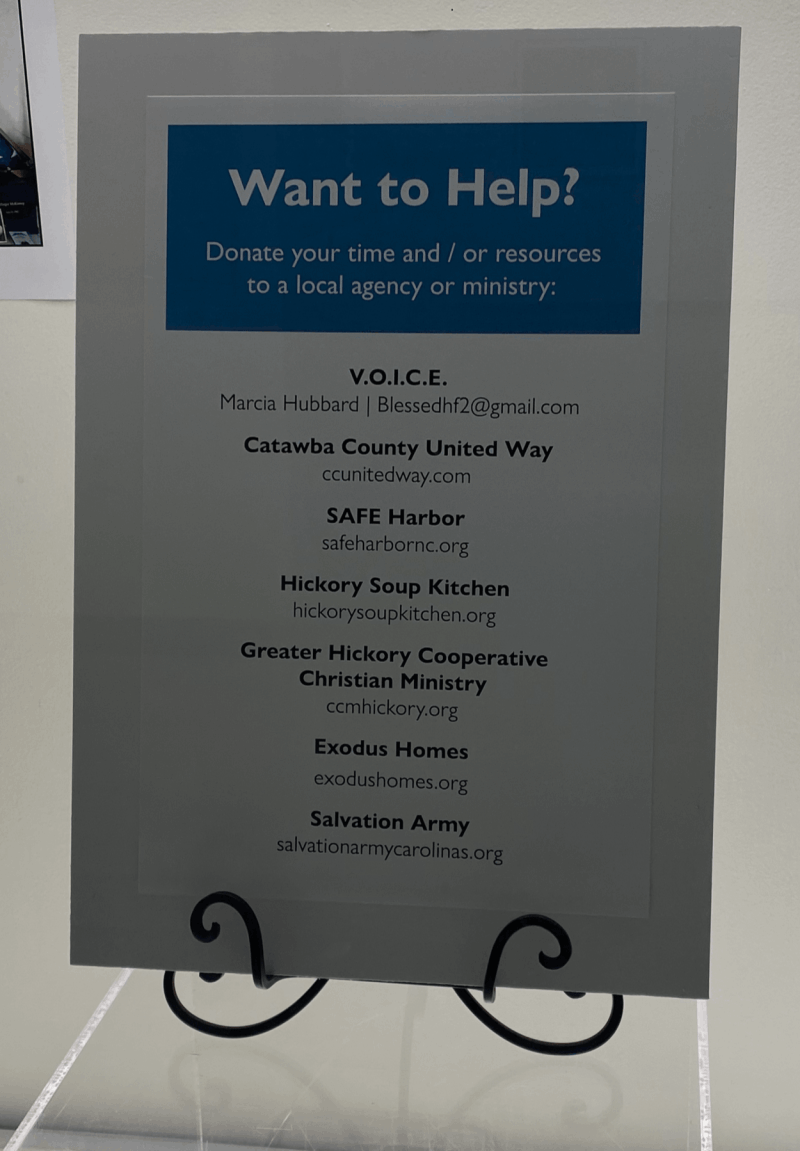 Want to Help?
Donate your time and / or resources
to a local agency or ministry:
V.O.I.C.E.
Marcia Hubbard | Blessedhf2@gmail.com
Catawba County United Way
ccunitedway.com
SAFE Harbor
safeharbornc.org
Hickory Soup Kitchen
hickorysoupkitchen.org
Greater Hickory Cooperative
Christian Ministry
ccmhickory.org
Exodus Homes
exodushomes.org
Salvation Army
salvationarmycarolinas.org